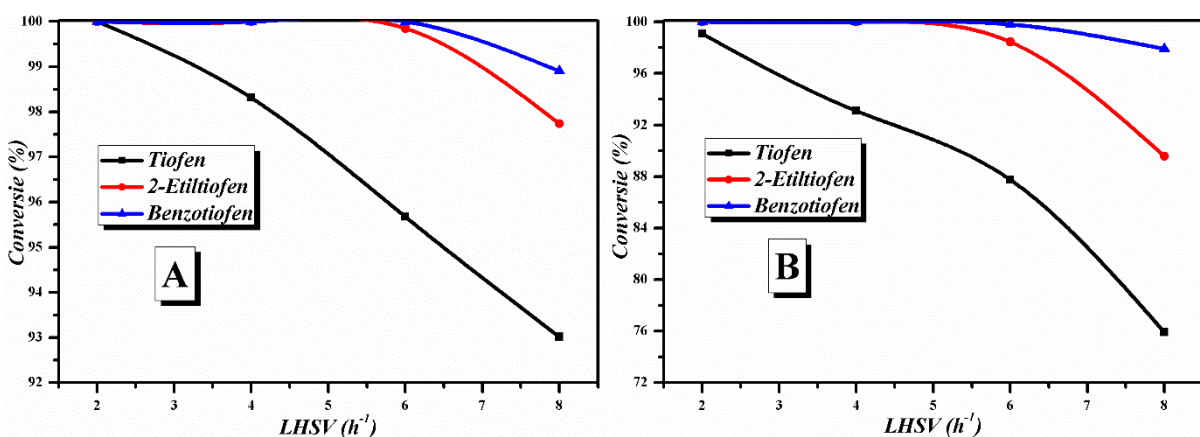 100
99
98
97
96
95
94
93
92
Conversie (%)
Tiofen
2-Etiltiofen
Benzotiofen
A
2 3 4 5 6 7 8
LHSV (h⁻¹)
100
96
92
88
84
80
76
72
Conversie (%)
Tiofen
2-Etiltiofen
Benzotiofen
B
2 3 4 5 6 7 8
LHSV (h⁻¹)